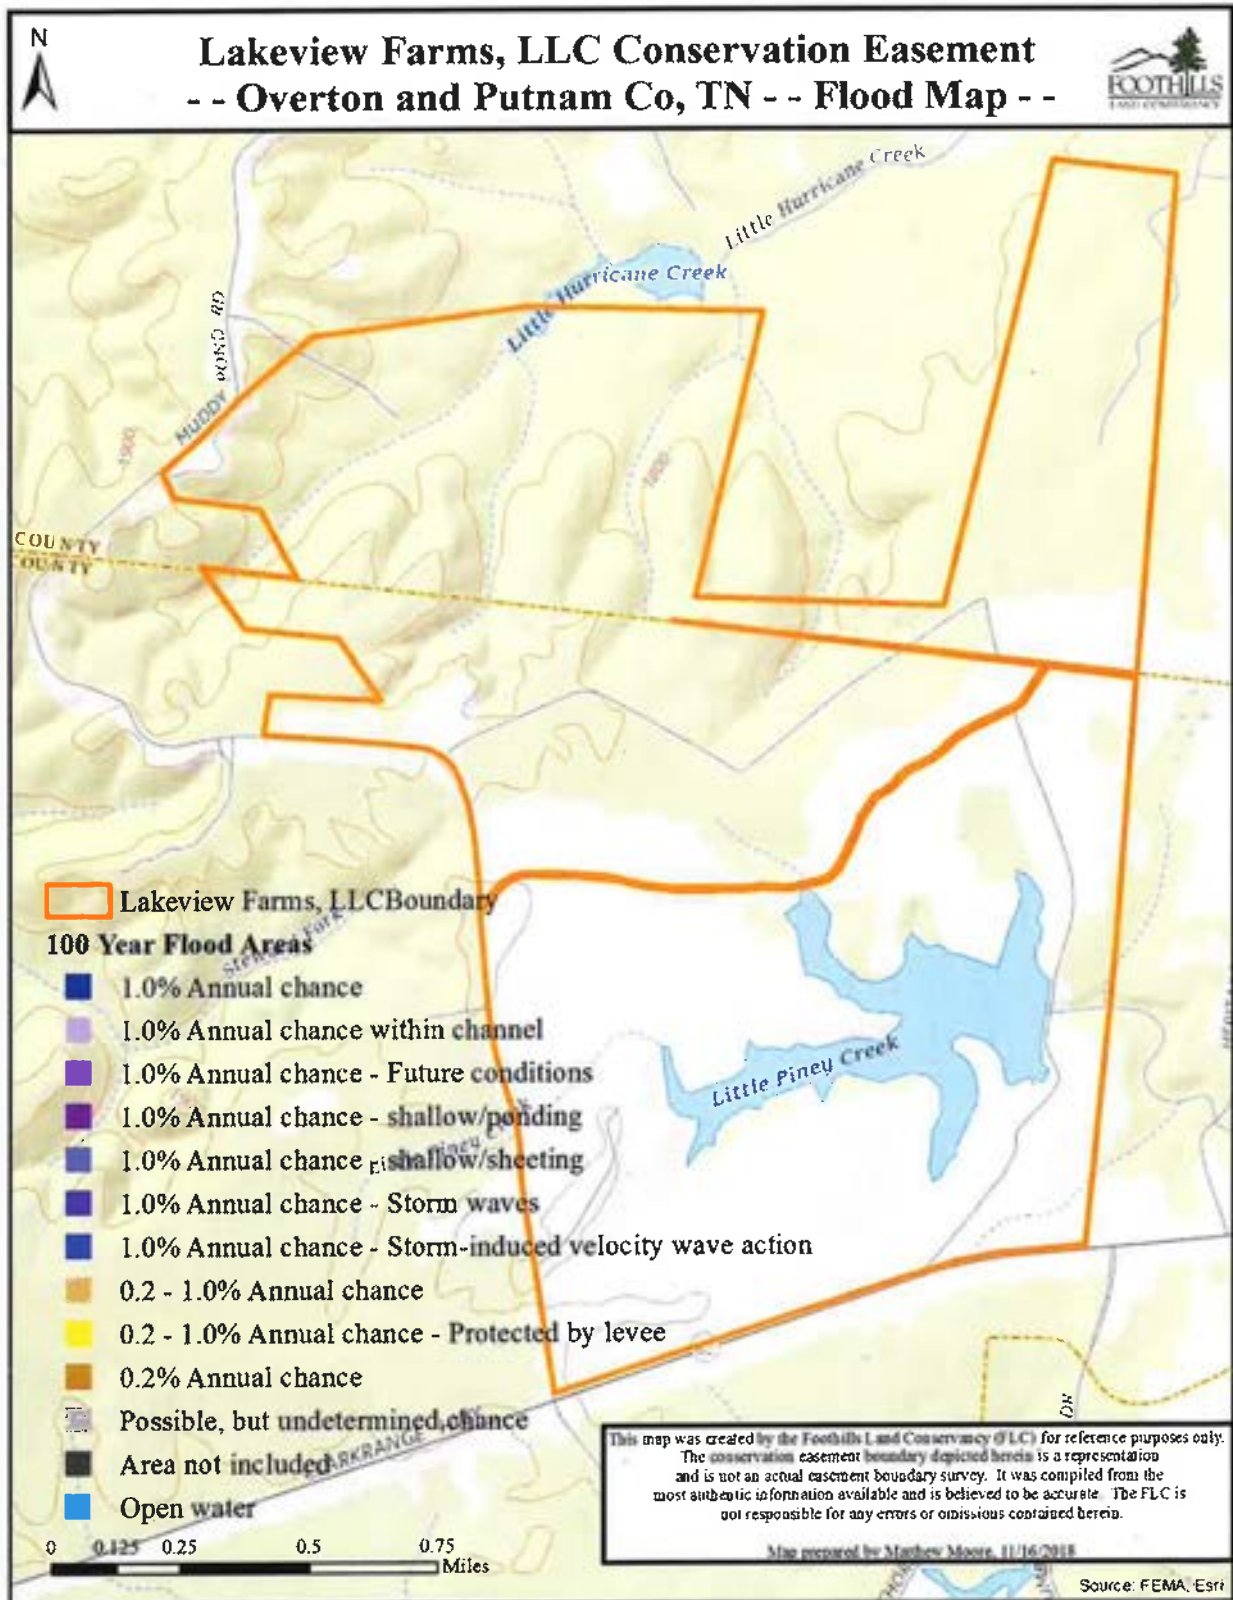 N
Lakeview Farms, LLC Conservation Easement
- - Overton and Putnam Co, TN - - Flood Map - -
FOOTHILLS
LAND CONSERVANCY
Little Hurricane Creek
Little Hurricane Creek
MUDDY POND RD
1900
1800
COUNTY
COUNTY
Lakeview Farms, LLCBoundary
100 Year Flood Areas
Fork
1.0% Annual chance
1.0% Annual chance within channel
1.0% Annual chance - Future conditions
1.0% Annual chance - shallow/ponding
1.0% Annual chance shallow/sheeting
Piney
1.0% Annual chance - Storm waves
1.0% Annual chance - Storm-induced velocity wave action
0.2 - 1.0% Annual chance
0.2 - 1.0% Annual chance - Protected by levee
0.2% Annual chance
Possible, but undetermined,chance
Area not included
ARKRANGE
Open water
Little Piney Creek
DR
0 0.125 0.25 0.5 0.75
Miles
This map was created by the Foothills Land Conservancy (FLC) for reference purposes only.
The conservation easement boundary depicted herein is a representation
and is not an actual easement boundary survey. It was compiled from the
most authentic information available and is believed to be accurate. The FLC is
not responsible for any errors or omissions contained herein.
Map prepared by Matthew Moore, 11/16/2018
Source: FEMA, Esri